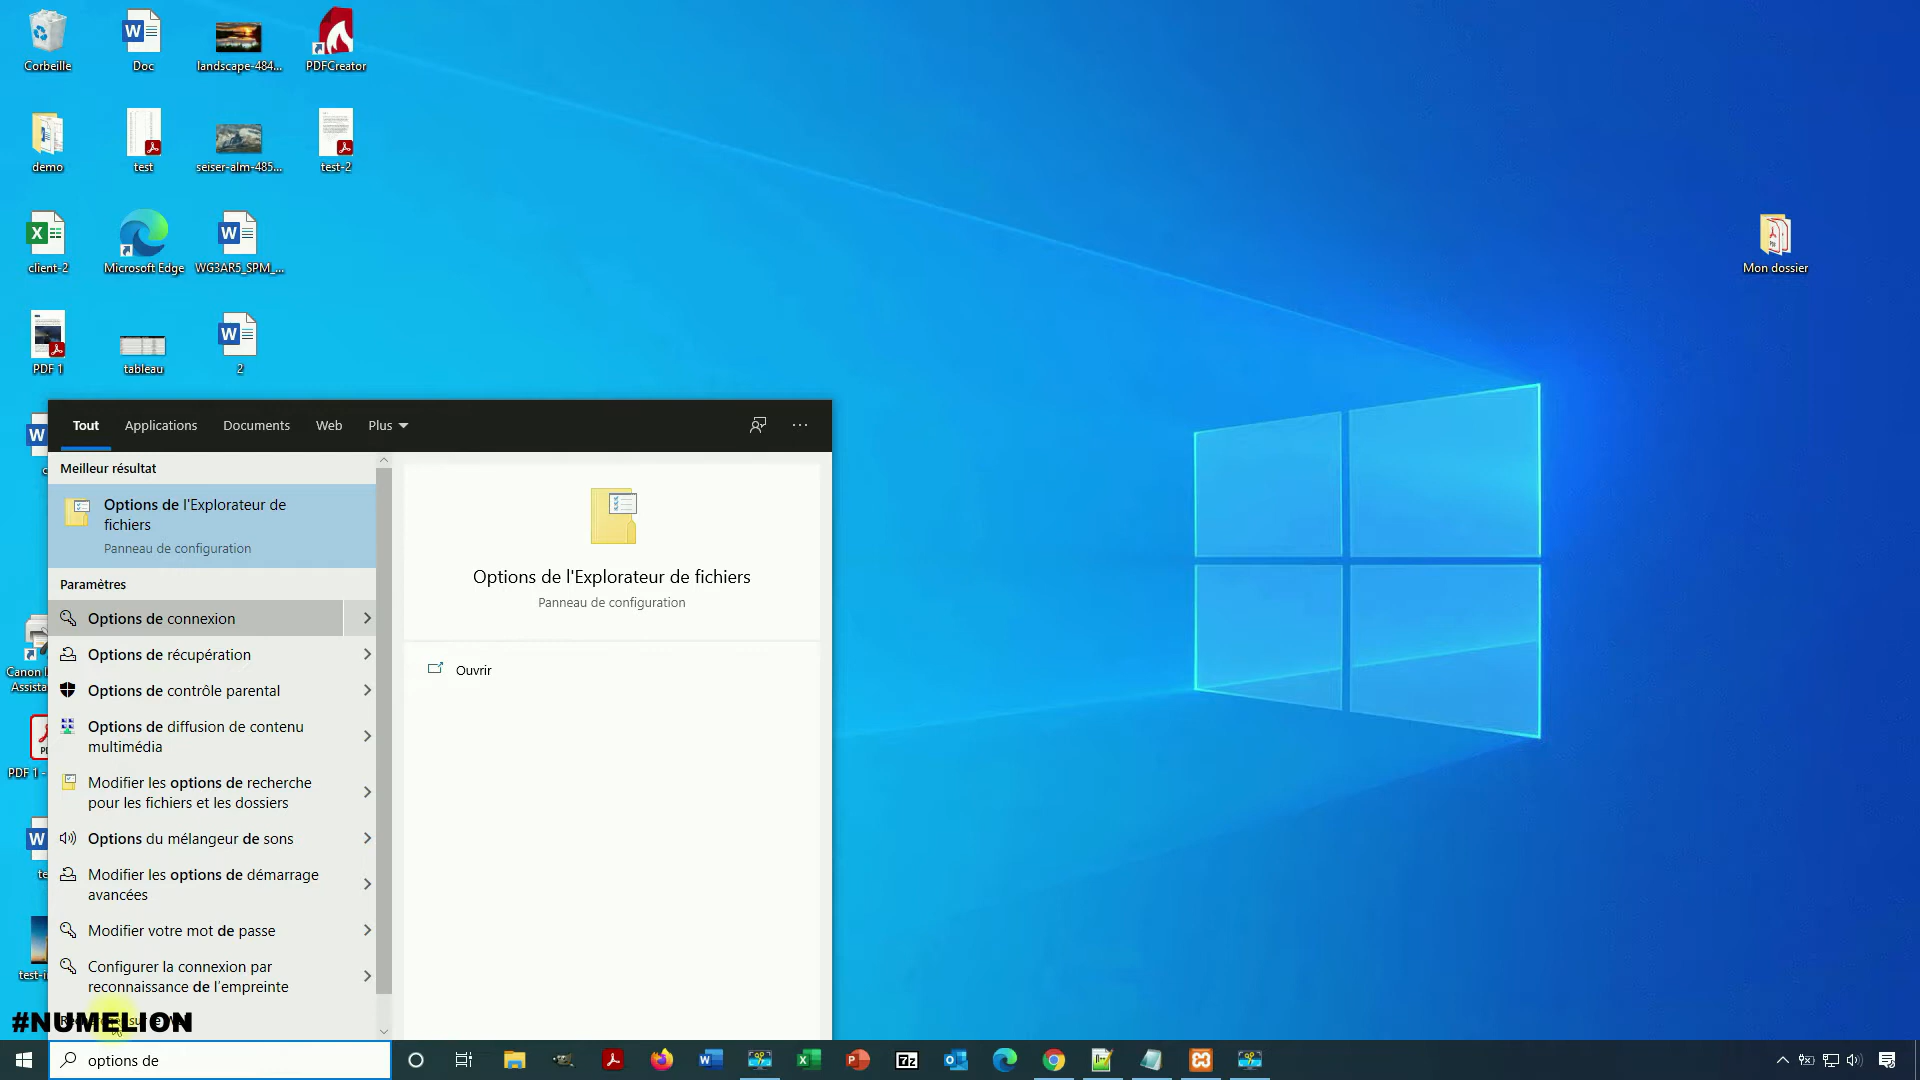 Corbeille
Doc
landscape-484...
PDFCreator
demo
test
seiser-alm-485...
test-2
client-2
Microsoft Edge
WG3AR5_SPM_...
Mon dossier
PDF 1
tableau
2
Tout
Applications
Documents
Web
Plus
Meilleur résultat
Options de l'Explorateur de
fichiers
Panneau de configuration
Paramètres
Options de connexion
Options de récupération
Options de contrôle parental
Options de diffusion de contenu
multimédia
Modifier les options de recherche
pour les fichiers et les dossiers
Options du mélangeur de sons
Modifier les options de démarrage
avancées
Modifier votre mot de passe
Configurer la connexion par
reconnaissance de l'empreinte
Options de l'Explorateur de fichiers
Panneau de configuration
Ouvrir
Canon
Assista
PDF 1 -
te
test-i
#NUMELION
options de